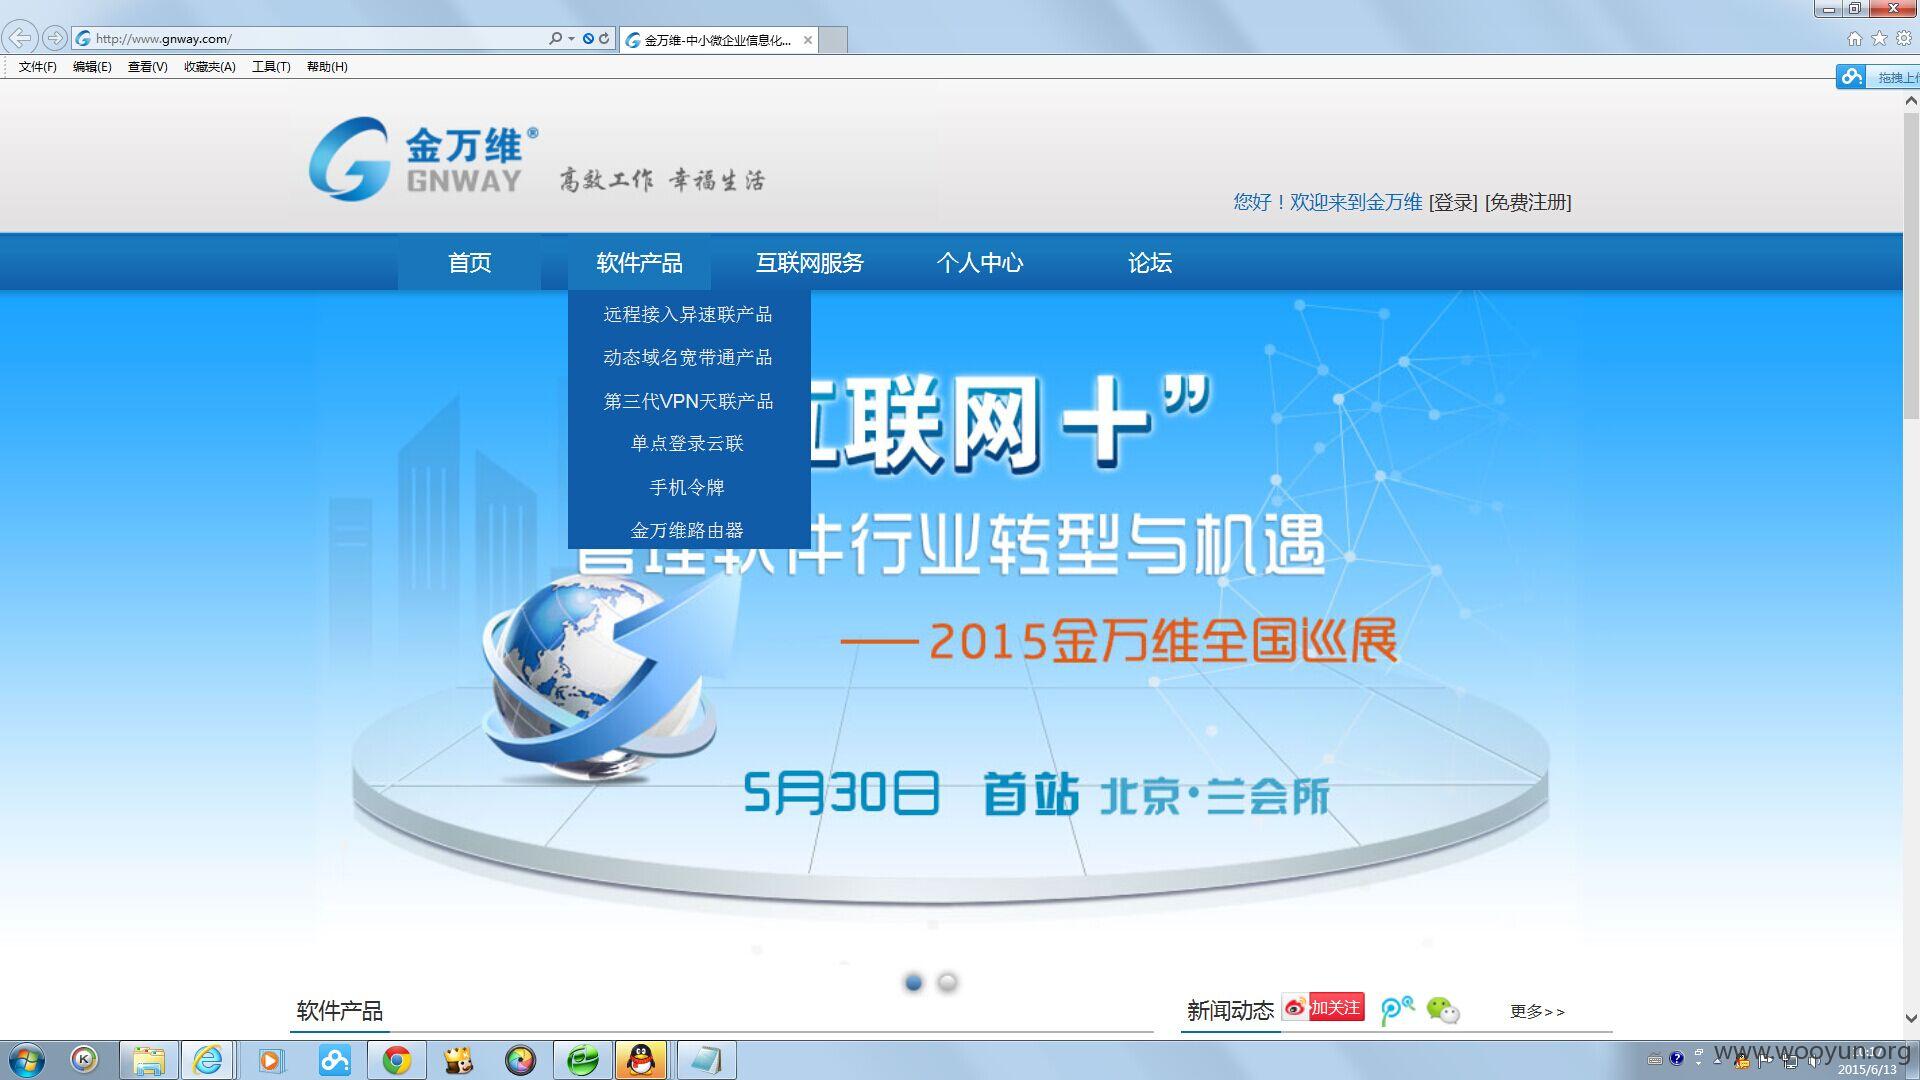 http://www.gnway.com/
金万维-中小微企业信息化...
文件(F) 编辑(E) 查看(V) 收藏夹(A) 工具(T) 帮助(H)
拖拽上传
金万维®
GNWAY
高效工作 幸福生活
您好！欢迎来到金万维 [登录] [免费注册]
首页 软件产品 互联网服务 个人中心 论坛
远程接入异速联产品
动态域名宽带通产品
第三代VPN天联产品
单点登录云联
手机令牌
金万维路由器
互联网+”
管理软件行业转型与机遇
——2015金万维全国巡展
5月30日 首站 北京·兰会所
软件产品
新闻动态 加关注 更多>>
www.wooyun.org
2015/6/13